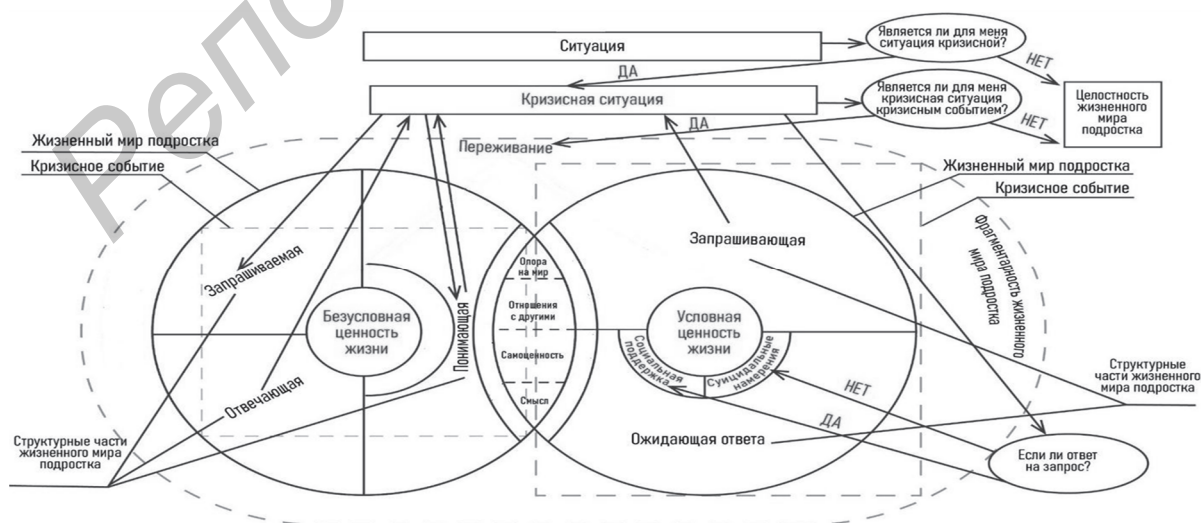 Репо
Ситуация
Является ли для меня
ситуация кризисной?
ДА
НЕТ
Кризисная ситуация
Является ли для меня
кризисная ситуация
кризисным событием?
Целостность
жизненного
мира
подростка
ДА
НЕТ
Жизненный мир подростка
Переживание
Кризисное событие
Жизненный мир подростка
Кризисное событие
Запрашиваемая
Запрашивающая
Фрагментарность жизненного
мира подростка
Опора
на мир
Отношения
с другими
Самоценность
Смысл
Безусловная
ценность
жизни
Понимающая
Условная
ценность
жизни
Социальная
поддержка
Суицидальные
намерения
Отвечающая
НЕТ
ДА
Структурные
части жизненного
мира подростка
Ожидающая ответа
Структурные части
жизненного мира
подростка
Если ли ответ
на запрос?